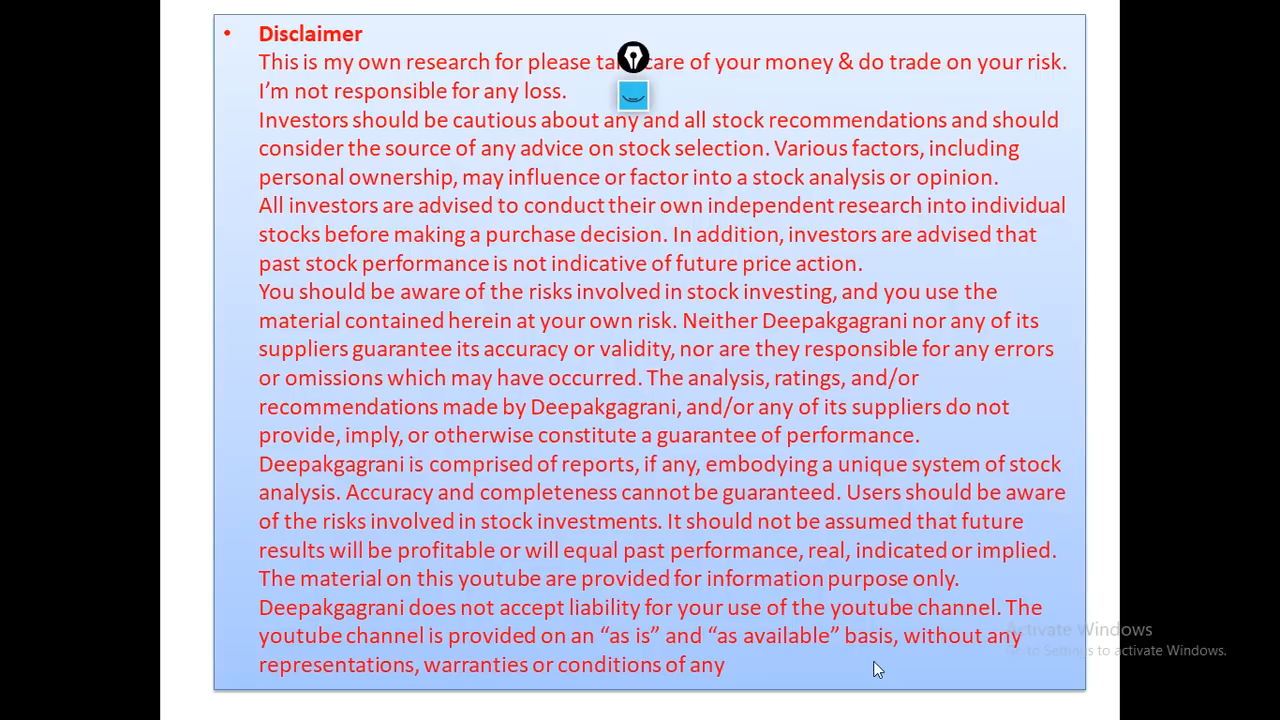 • Disclaimer
This is my own research for please ta care of your money & do trade on your risk.
I'm not responsible for any loss.
Investors should be cautious about any and all stock recommendations and should
consider the source of any advice on stock selection. Various factors, including
personal ownership, may influence or factor into a stock analysis or opinion.
All investors are advised to conduct their own independent research into individual
stocks before making a purchase decision. In addition, investors are advised that
past stock performance is not indicative of future price action.
You should be aware of the risks involved in stock investing, and you use the
material contained herein at your own risk. Neither Deepakgagrani nor any of its
suppliers guarantee its accuracy or validity, nor are they responsible for any errors
or omissions which may have occurred. The analysis, ratings, and/or
recommendations made by Deepakgagrani, and/or any of its suppliers do not
provide, imply, or otherwise constitute a guarantee of performance.
Deepakgagrani is comprised of reports, if any, embodying a unique system of stock
analysis. Accuracy and completeness cannot be guaranteed. Users should be aware
of the risks involved in stock investments. It should not be assumed that future
results will be profitable or will equal past performance, real, indicated or implied.
The material on this youtube are provided for information purpose only.
Deepakgagrani does not accept liability for your use of the youtube channel. The
youtube channel is provided on an “as is” and “as available” basis, without any
representations, warranties or conditions of any
Activate Windows
to Settings to activate Windows.